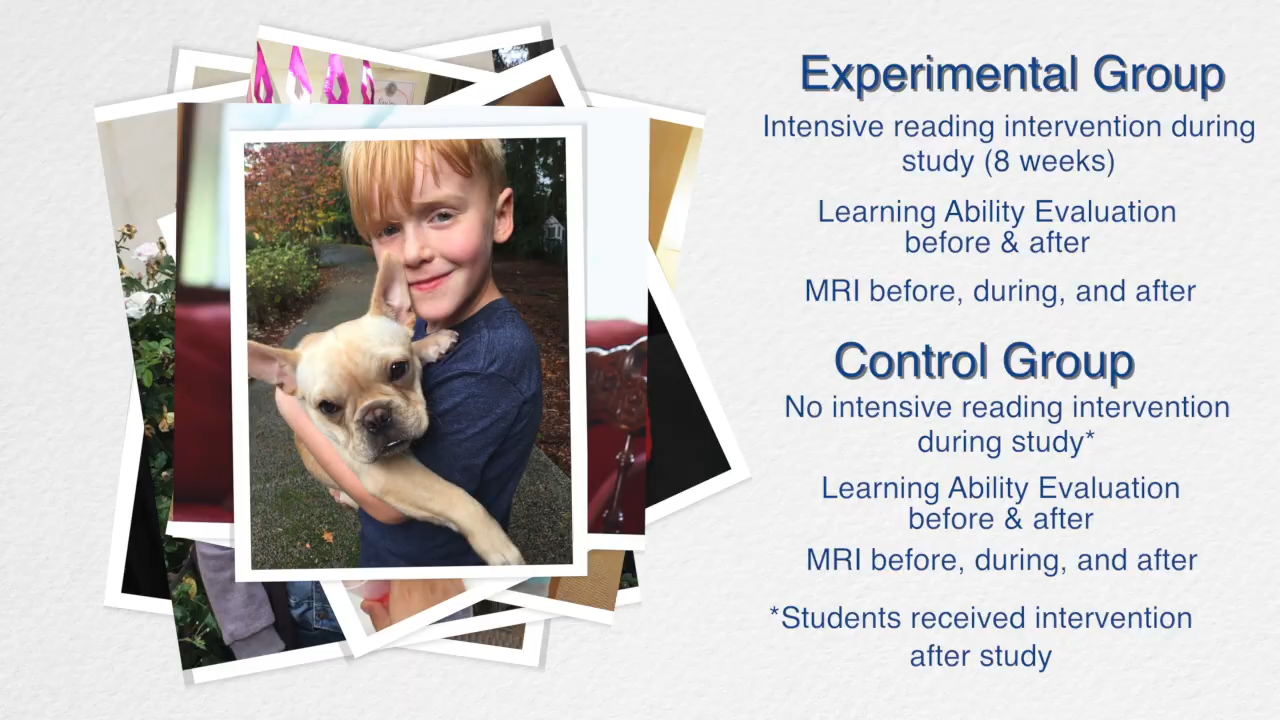 Experimental Group
Intensive reading intervention during
study (8 weeks)
Learning Ability Evaluation
before & after
MRI before, during, and after
Control Group
No intensive reading intervention
during study*
Learning Ability Evaluation
before & after
MRI before, during, and after
*Students received intervention
after study